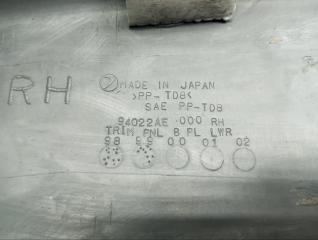 MADE IN JAPAN
>PP-TD8<
SAE PP-TD8
RH
94022AE 000 RH
TRIM PNL B PL LWR
98 99 00 01 02